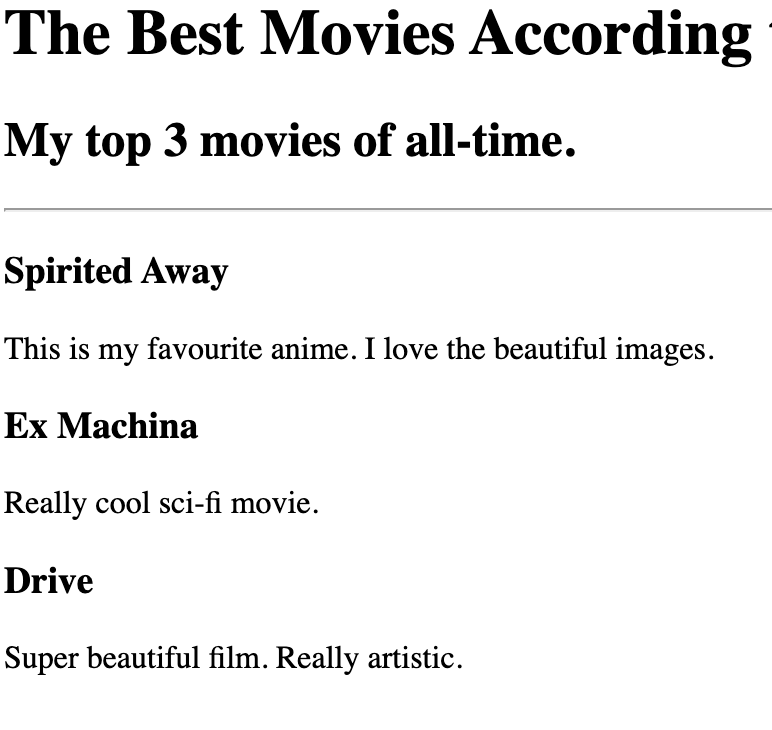 The Best Movies According
My top 3 movies of all-time.
Spirited Away
This is my favourite anime. I love the beautiful images.
Ex Machina
Really cool sci-fi movie.
Drive
Super beautiful film. Really artistic.